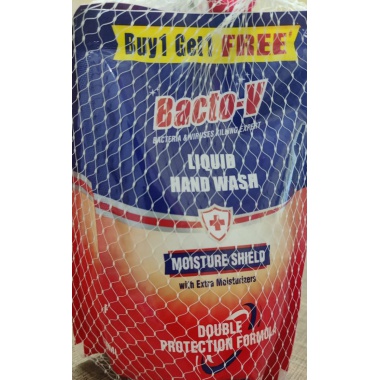 Buy1 Get1 FREE
Bacto-V
BACTERIA & VIRUSES KILLING EXPERT
LIQUID
HAND WASH
MOISTURE SHIELD
with Extra Moisturizers
DOUBLE
PROTECTION FORMULA